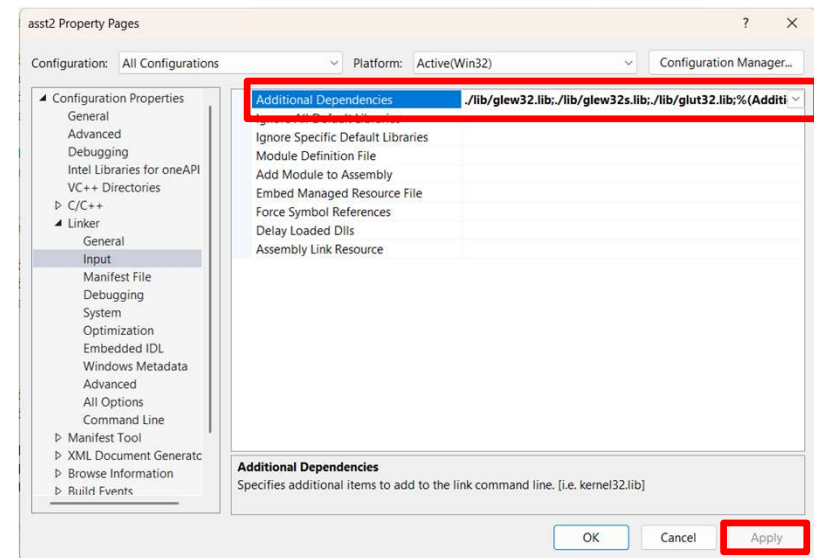 asst2 Property Pages
? ×
Configuration: All Configurations Platform: Active(Win32) Configuration Manager...
Configuration Properties
General
Advanced
Debugging
Intel Libraries for oneAPI
VC++ Directories
C/C++
Linker
General
Input
Manifest File
Debugging
System
Optimization
Embedded IDL
Windows Metadata
Advanced
All Options
Command Line
Manifest Tool
XML Document Generatc
Browse Information
Build Events
Additional Dependencies ./lib/glew32.lib;./lib/glew32s.lib;./lib/glut32.lib;%(Additi
Ignore All Default Libraries
Ignore Specific Default Libraries
Module Definition File
Add Module to Assembly
Embed Managed Resource File
Force Symbol References
Delay Loaded Dlls
Assembly Link Resource
Additional Dependencies
Specifies additional items to add to the link command line. [i.e. kernel32.lib]
OK Cancel Apply